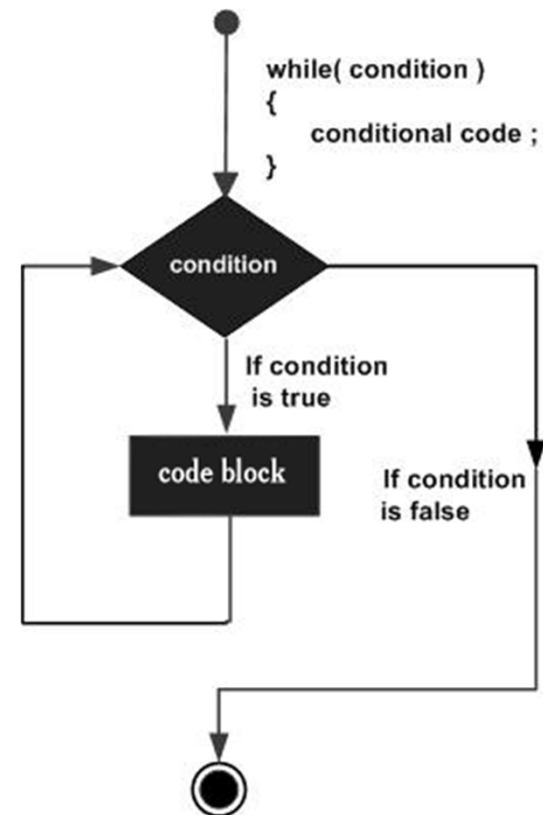 while( condition )
{
conditional code ;
}
condition
If condition
is true
code block
If condition
is false